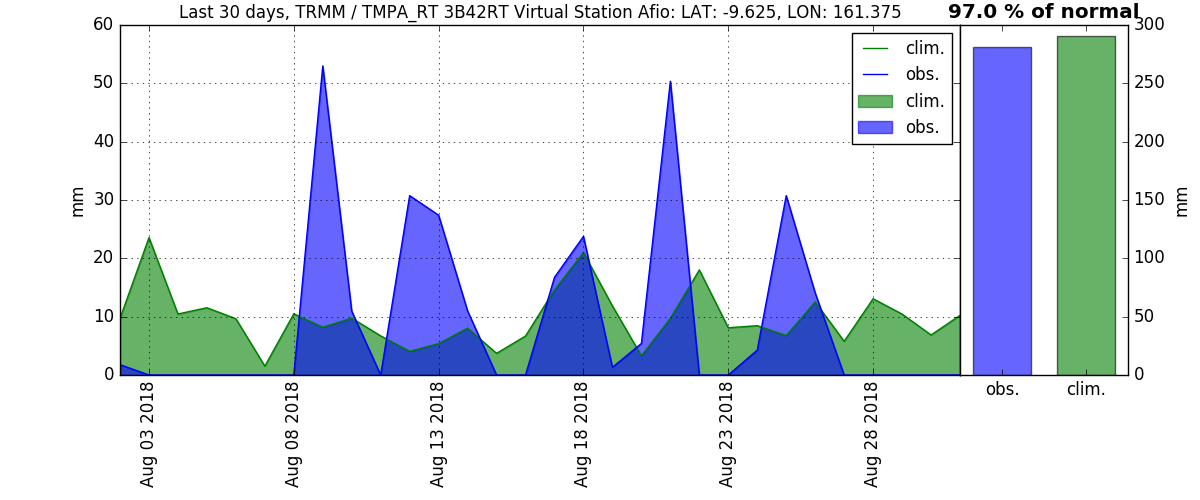 Last 30 days, TRMM / TMPA_RT 3B42RT Virtual Station Afio: LAT: -9.625, LON: 161.375
97.0 % of normal
60
50
40
30
20
10
0
mm
clim.
obs.
clim.
obs.
Aug 03 2018
Aug 08 2018
Aug 13 2018
Aug 18 2018
Aug 23 2018
Aug 28 2018
300
250
200
150
100
50
0
mm
obs.
clim.